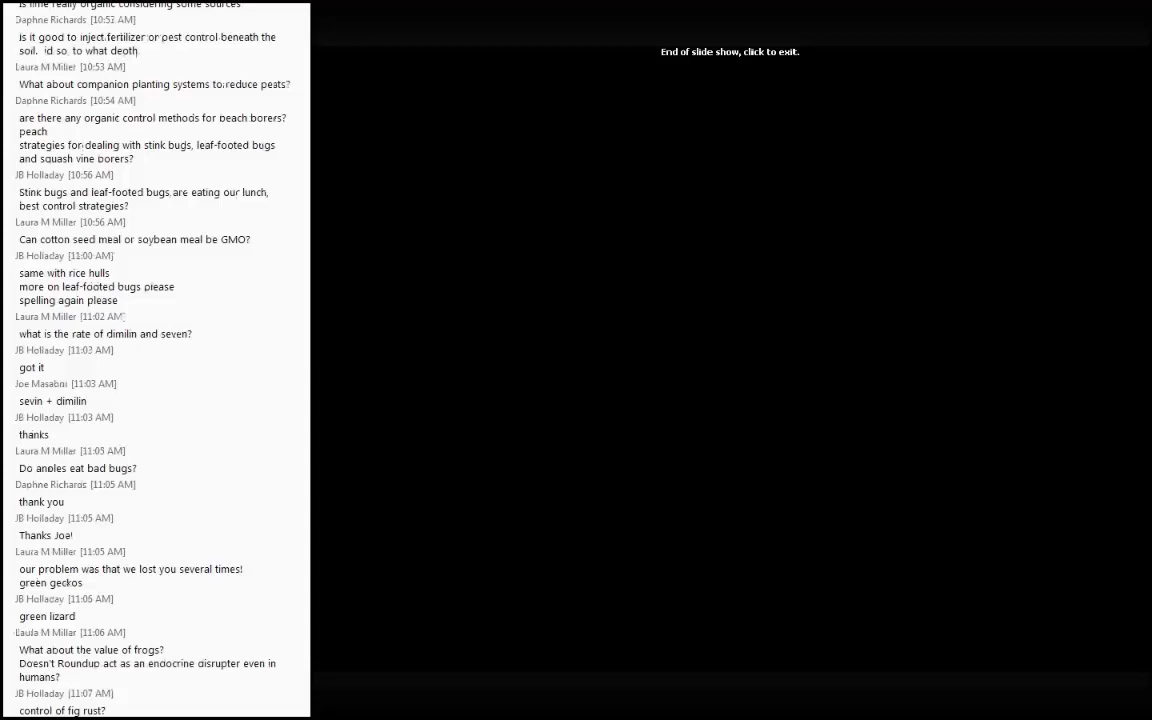 Is lime really organic considering some sources
Daphne Richards [10:53 AM]
Is it good to inject fertilizer or pest control beneath the
soil. id so, to what depth
Laura M Miller [10:53 AM]
What about companion planting systems to reduce peats?
Daphne Richards [10:54 AM]
are there any organic control methods for peach borers?
peach
strategies for dealing with stink bugs, leaf-footed bugs
and squash vine borers?
JB Holladay [10:56 AM]
Stink bugs and leaf-footed bugs are eating our lunch,
best control strategies?
Laura M Miller [10:56 AM]
Can cotton seed meal or soybean meal be GMO?
JB Holladay [11:00 AM]
same with rice hulls
more on leaf-footed bugs please
spelling again please
Laura M Miller [11:02 AM]
what is the rate of dimilin and seven?
JB Holladay [11:03 AM]
got it
Joe Masabni [11:03 AM]
sevin + dimilin
JB Holladay [11:03 AM]
thanks
Laura M Miller [11:05 AM]
Do anoles eat bad bugs?
Daphne Richards [11:05 AM]
thank you
JB Holladay [11:05 AM]
Thanks Joe!
Laura M Miller [11:05 AM]
our problem was that we lost you several times!
green geckos
JB Holladay [11:06 AM]
green lizard
Laura M Miller [11:06 AM]
What about the value of frogs?
Doesn't Roundup act as an endocrine disrupter even in
humans?
JB Holladay [11:07 AM]
control of fig rust?
End of slide show, click to exit.